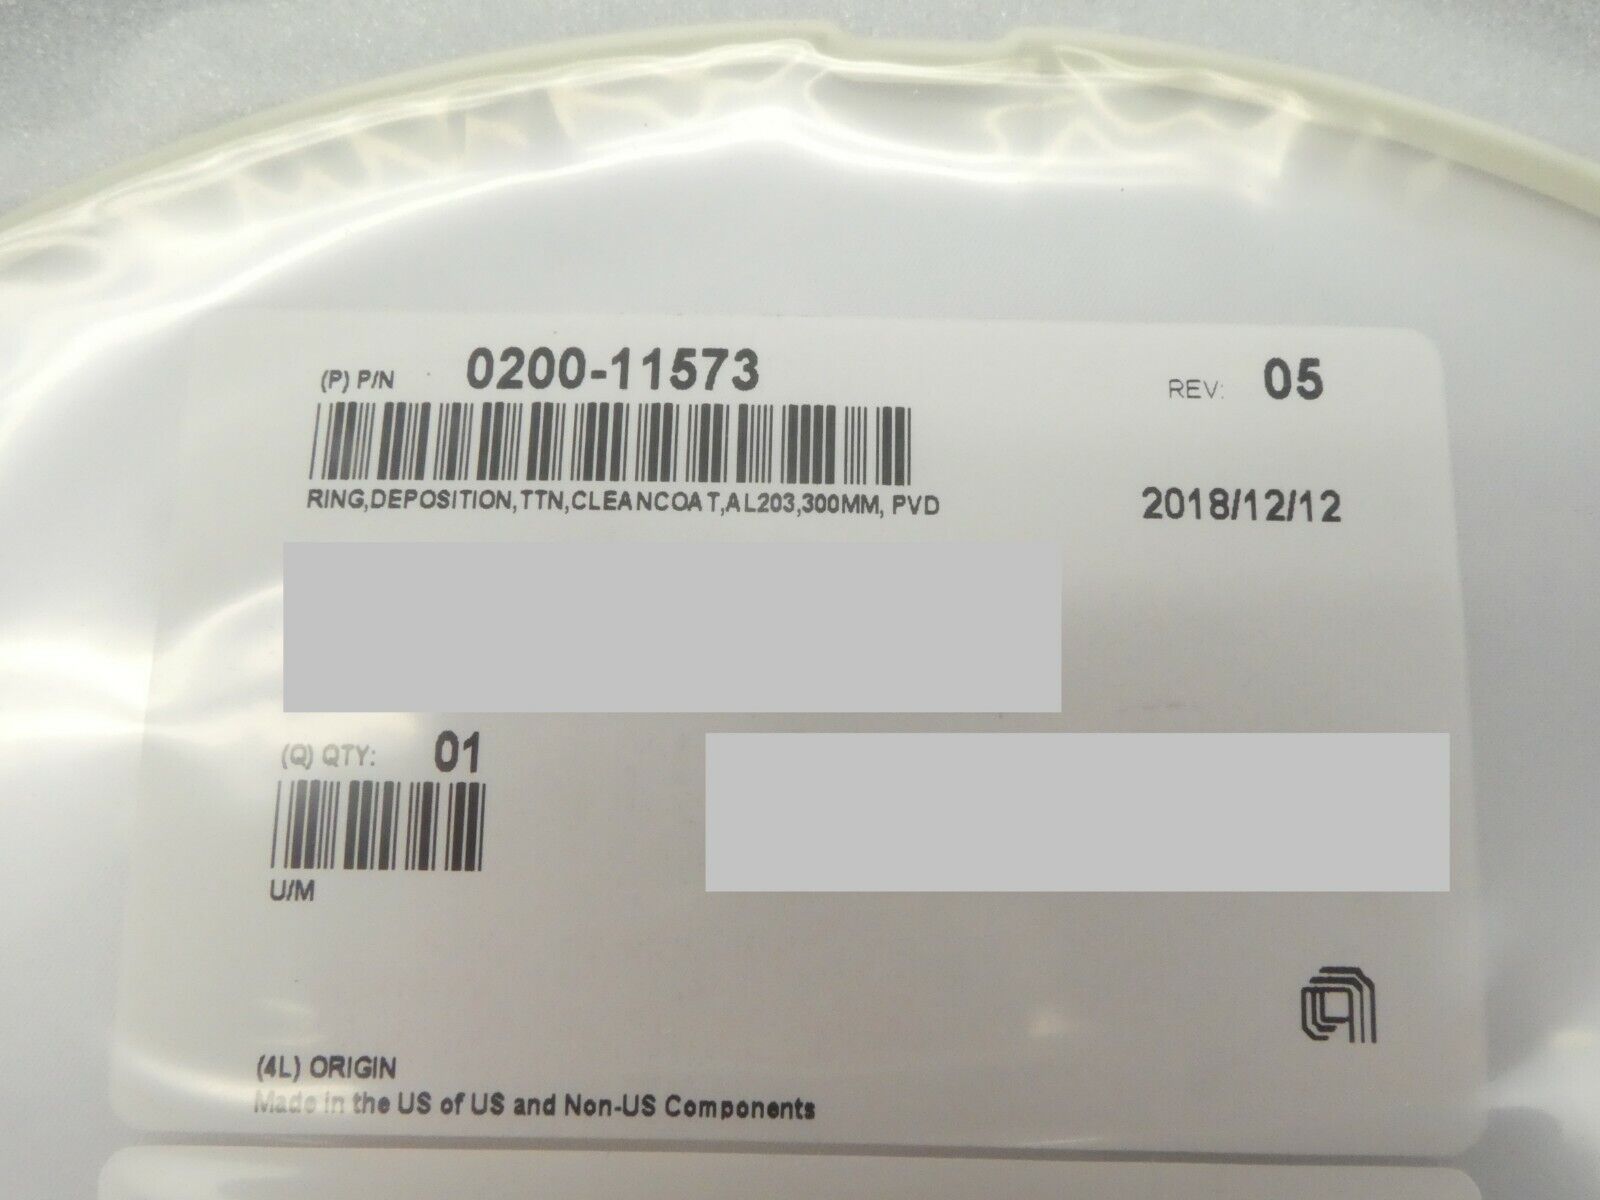 (P) P/N 0200-11573 REV: 05
RING,DEPOSITION,TTN,CLEANCOAT,AL203,300MM, PVD 2018/12/12
(Q) QTY: 01
U/M
(4L) ORIGIN
Made in the US of US and Non-US Components